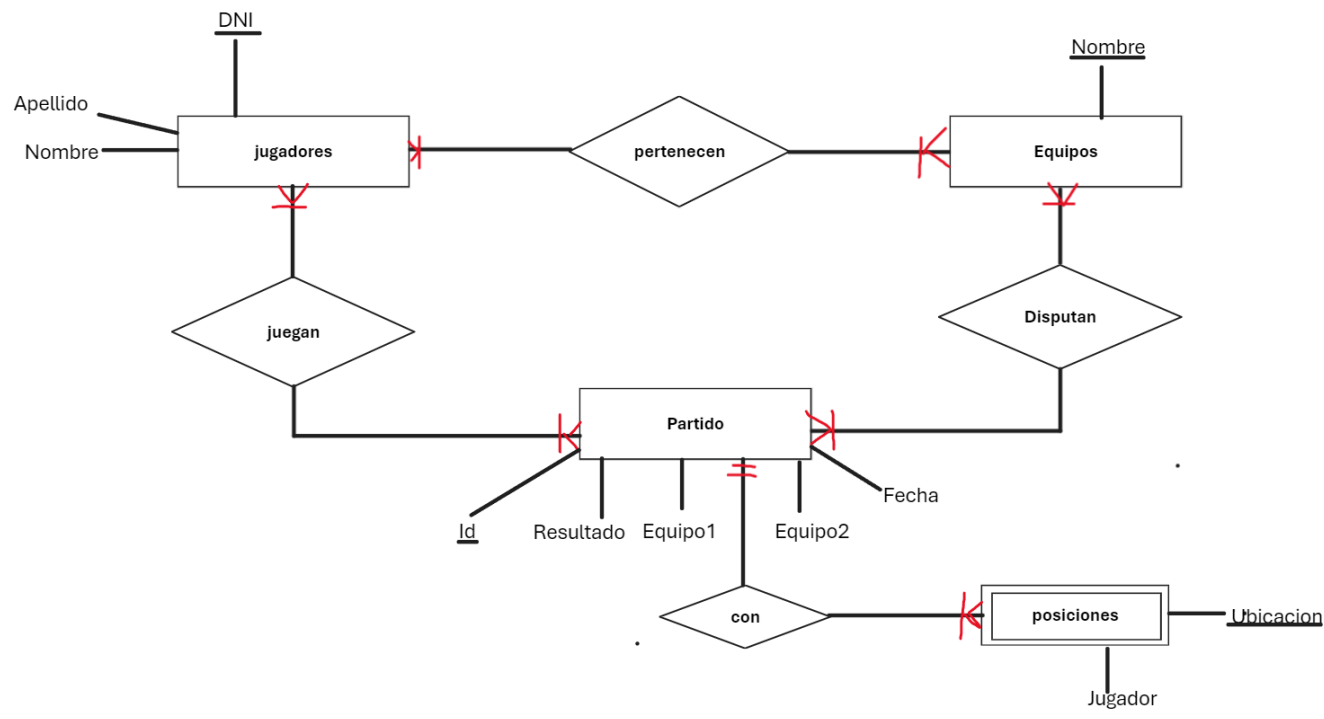 DNI
Nombre
Apellido
Nombre
jugadores
pertenecen
Equipos
juegan
Disputan
Partido
Id
Resultado
Equipo1
Equipo2
Fecha
con
posiciones
Ubicacion
Jugador